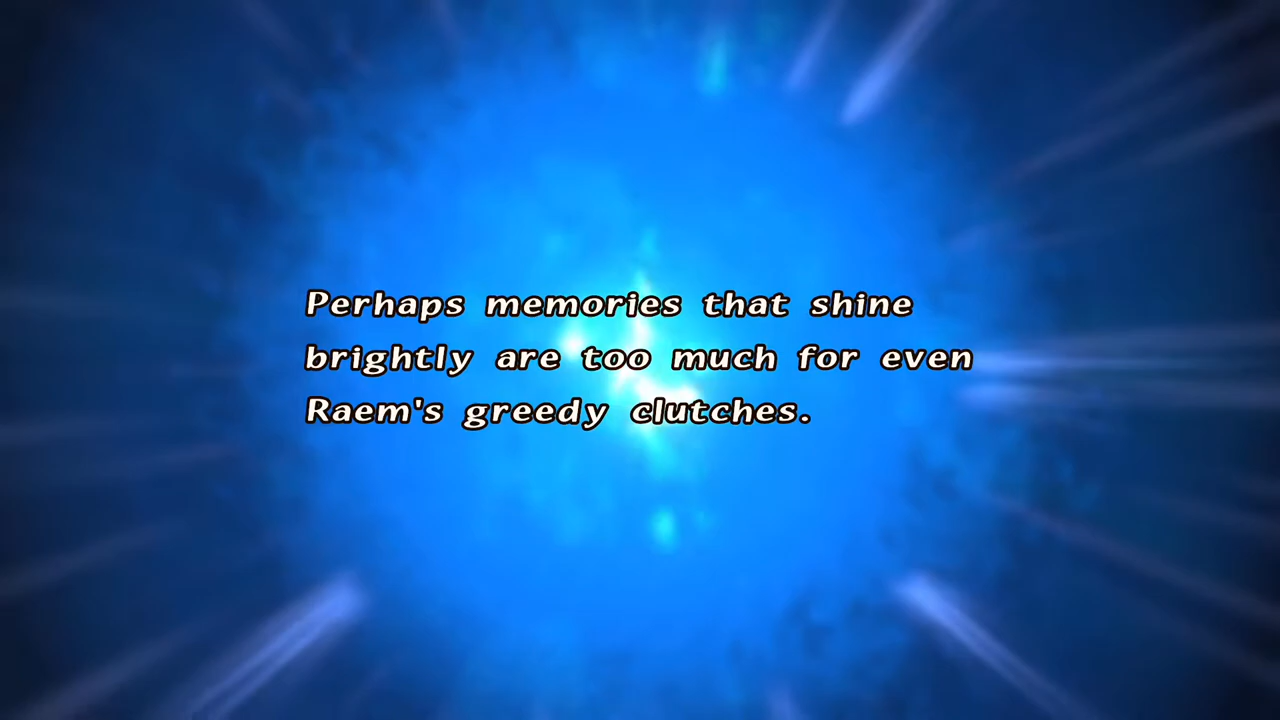 Perhaps memories that shine
brightly are too much for even
Raem's greedy clutches.